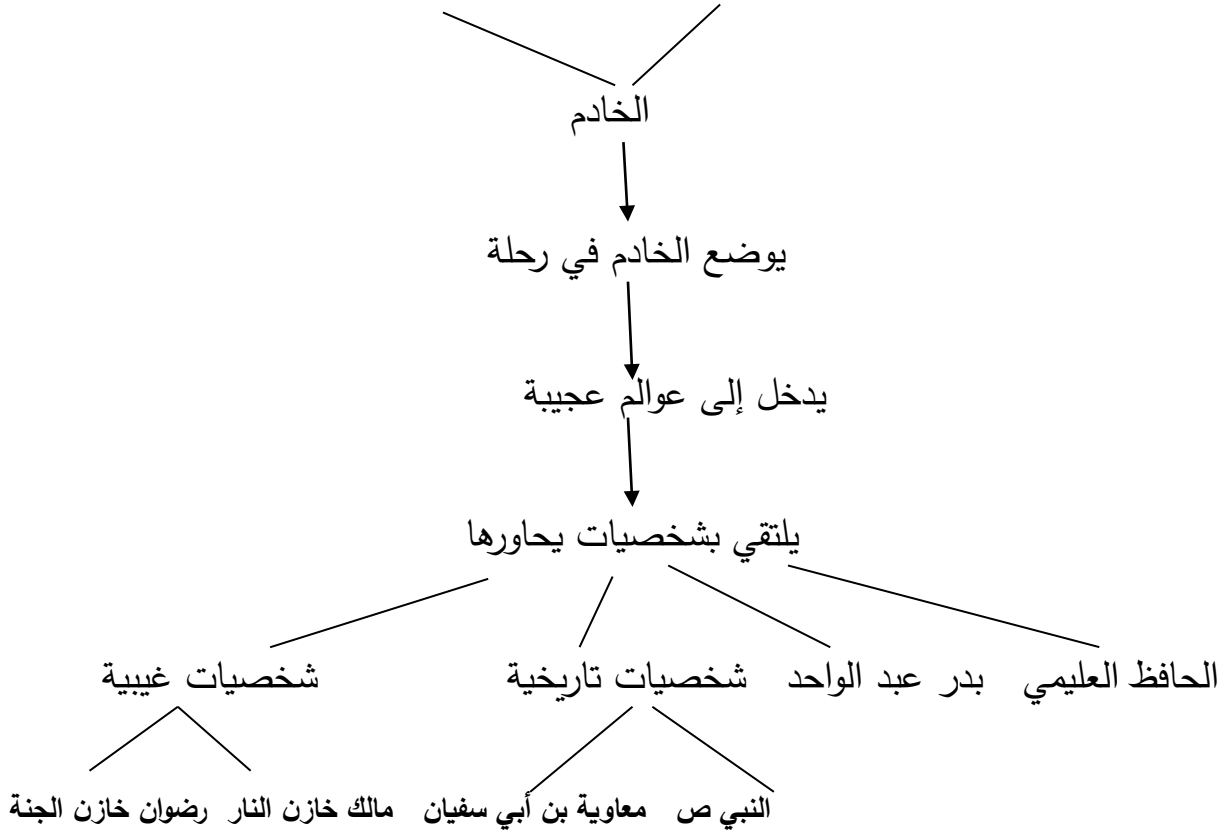 الخادم
يوضع الخادم في رحلة
يدخل إلى عوالم عجيبة
يلتقي بشخصيات يحاورها
الحافظ العليمي بدر عبد الواحد شخصيات تاريخية شخصيات غيبية
النبي ص معاوية بن أبي سفيان مالك خازن النار رضوان خازن الجنة